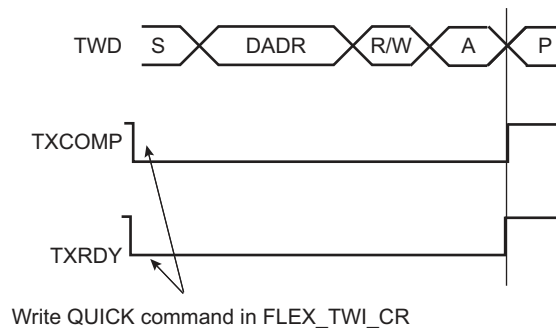 TWD S DADR R/W A P
TXCOMP
TXRDY
Write QUICK command in FLEX_TWI_CR